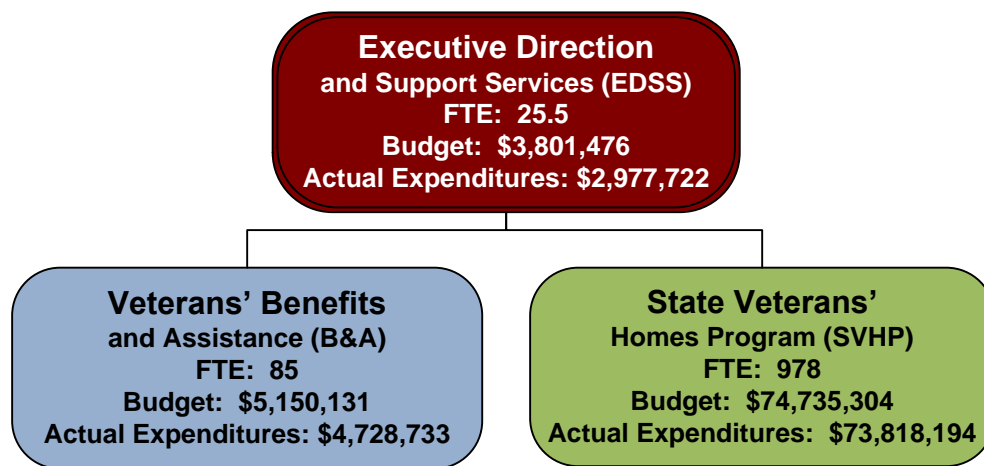 Executive Direction
and Support Services (EDSS)
FTE:  25.5
Budget:  $3,801,476
Actual Expenditures: $2,977,722
Veterans’ Benefits
and Assistance (B&A)
FTE:  85
Budget:  $5,150,131
Actual Expenditures: $4,728,733
State Veterans’
Homes Program (SVHP)
FTE:  978
Budget:  $74,735,304
Actual Expenditures: $73,818,194